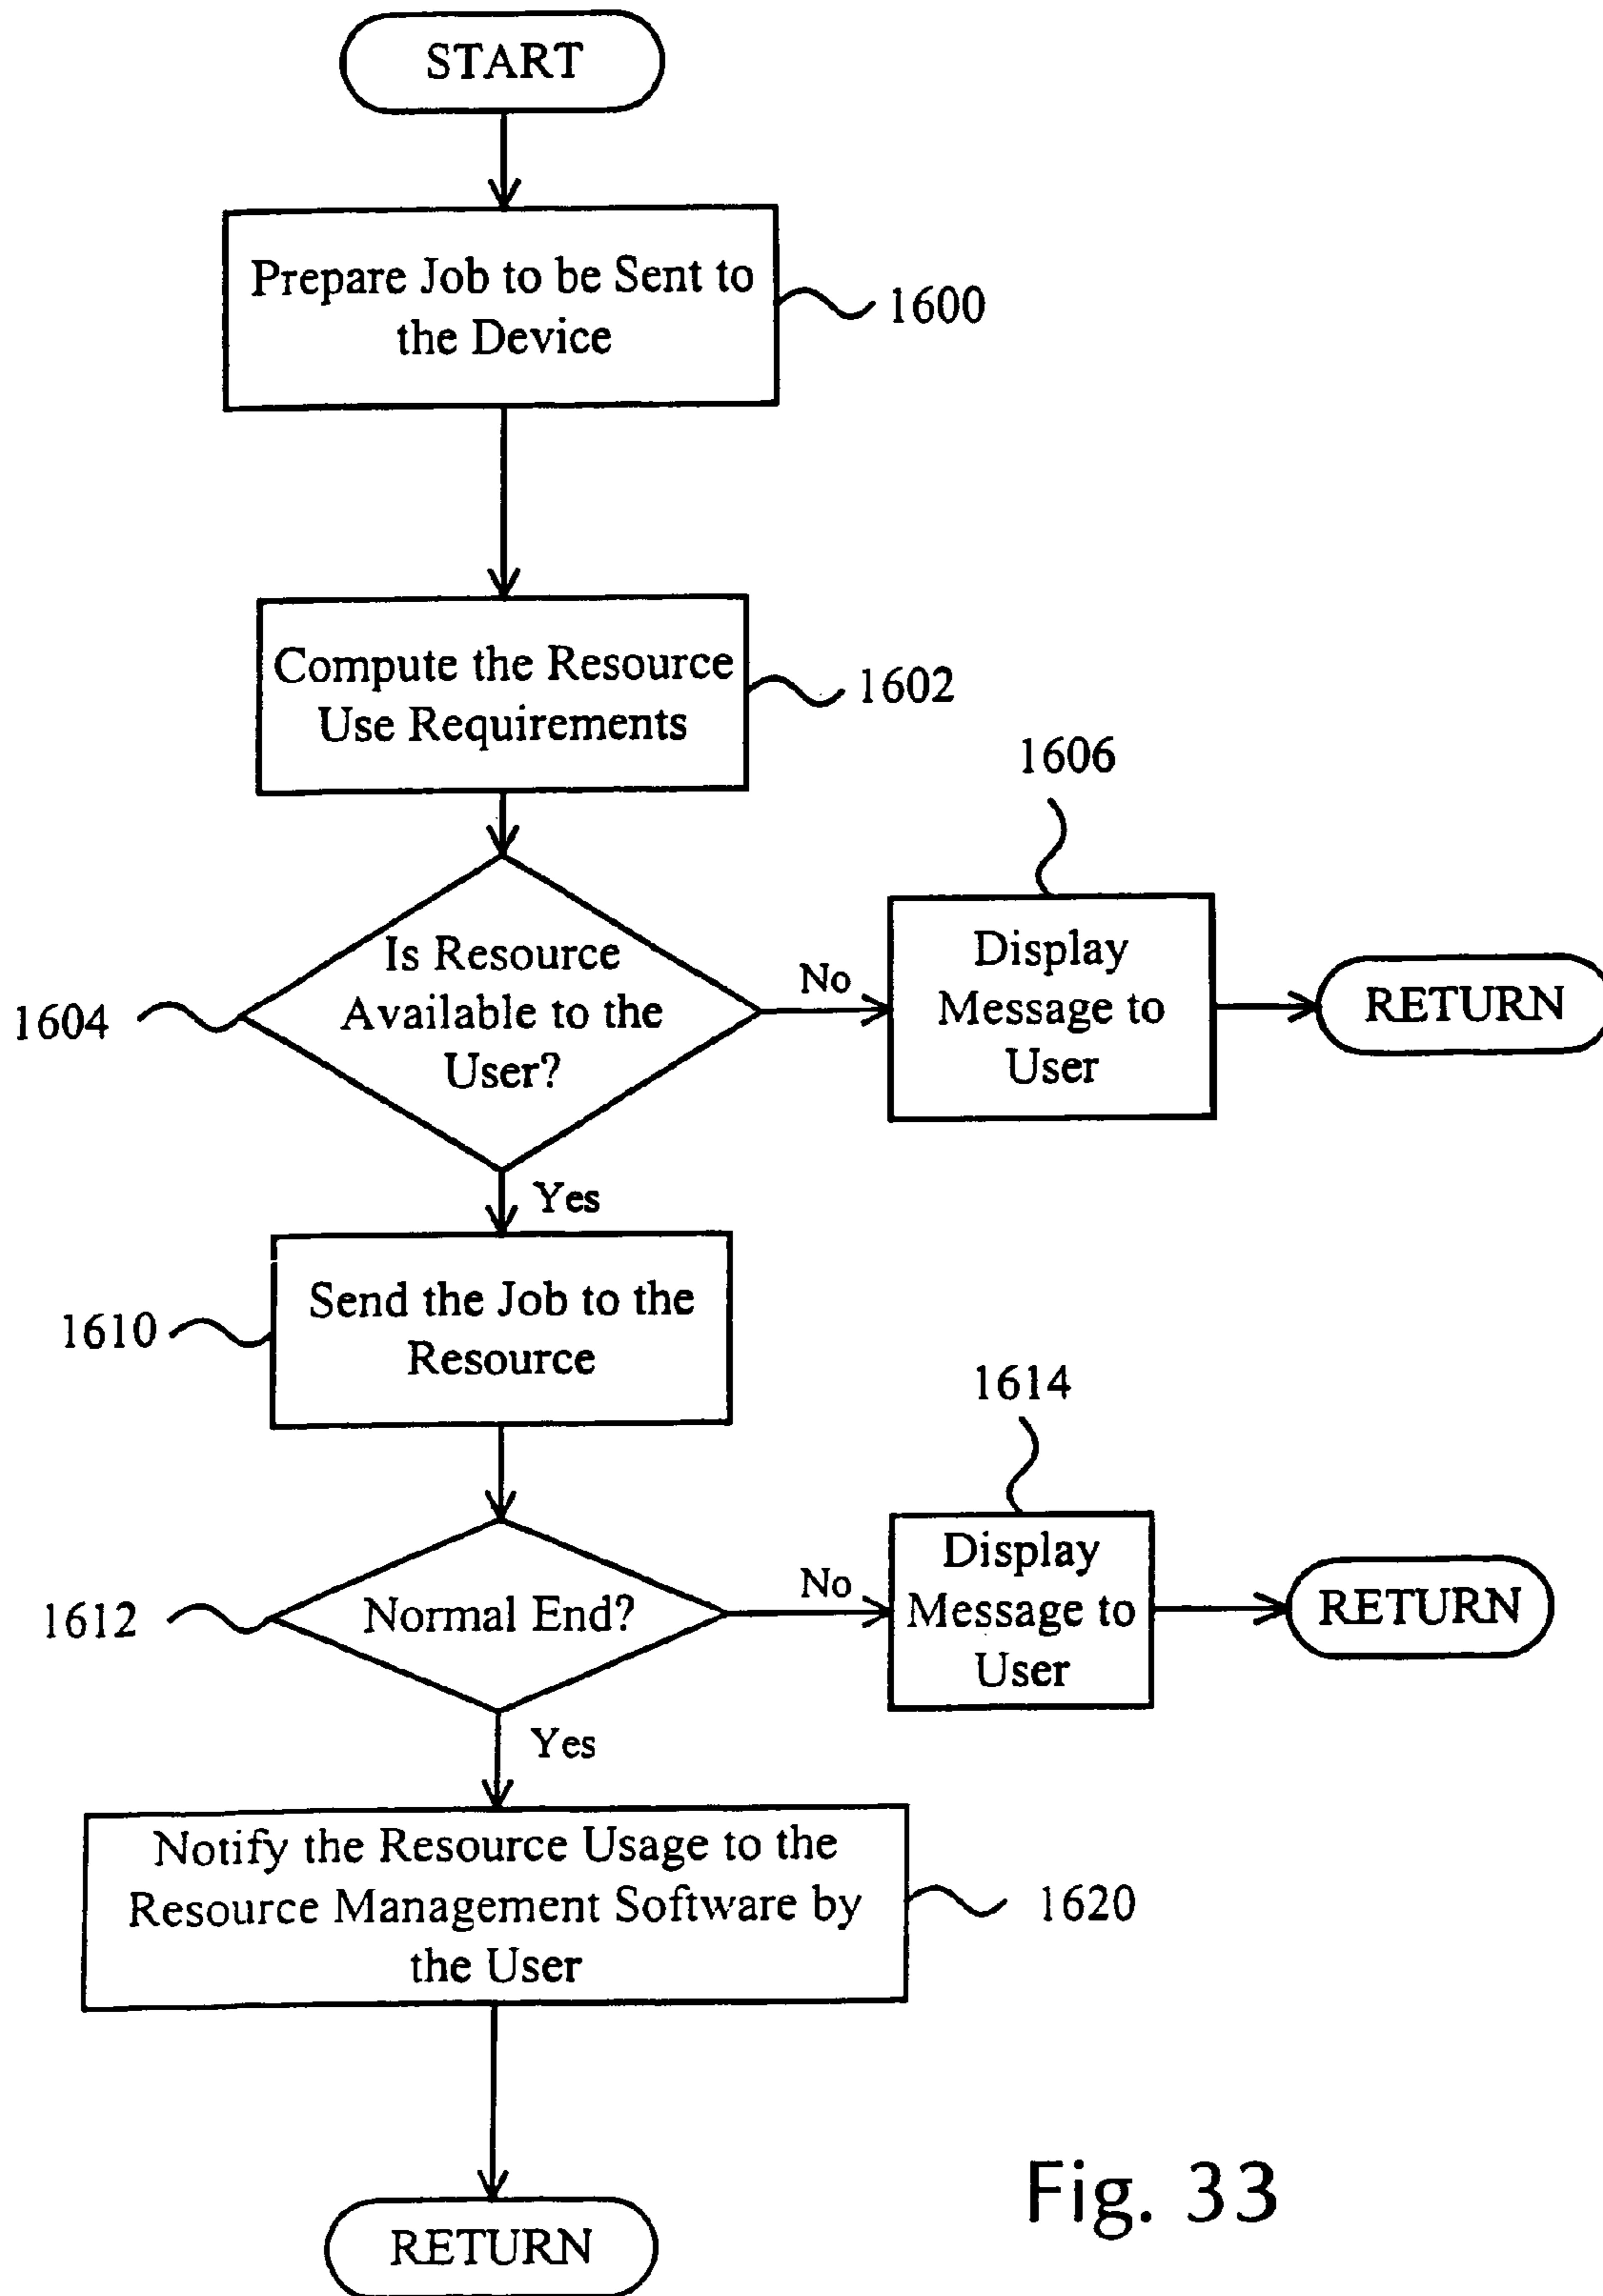 START
Prepare Job to be Sent to
the Device
1600
Compute the Resource
Use Requirements
1602
1606
Is Resource
Available to the
User?
1604
No
Display
Message to
User
RETURN
Yes
Send the Job to the
Resource
1610
1614
Normal End?
1612
No
Display
Message to
User
RETURN
Yes
Notify the Resource Usage to the
Resource Management Software by
the User
1620
RETURN
Fig. 33